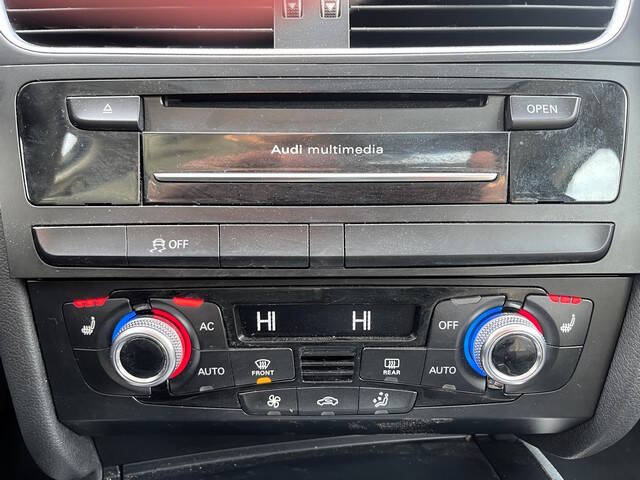 OPEN
Audi multimedia
OFF
HI HI
AC
OFF
AUTO
FRONT
REAR
AUTO